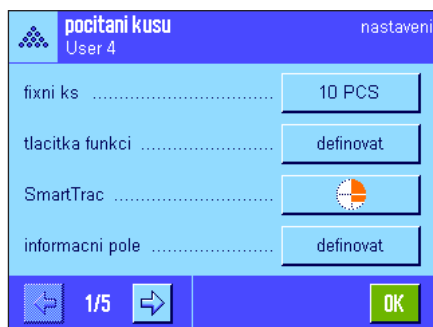 pocitani kusu
nastaveni
User 4
fixni ks ................................ 10 PCS
tlacitka funkci ....................... definovat
SmartTrac ............................
informacni pole ..................... definovat
1/5
OK